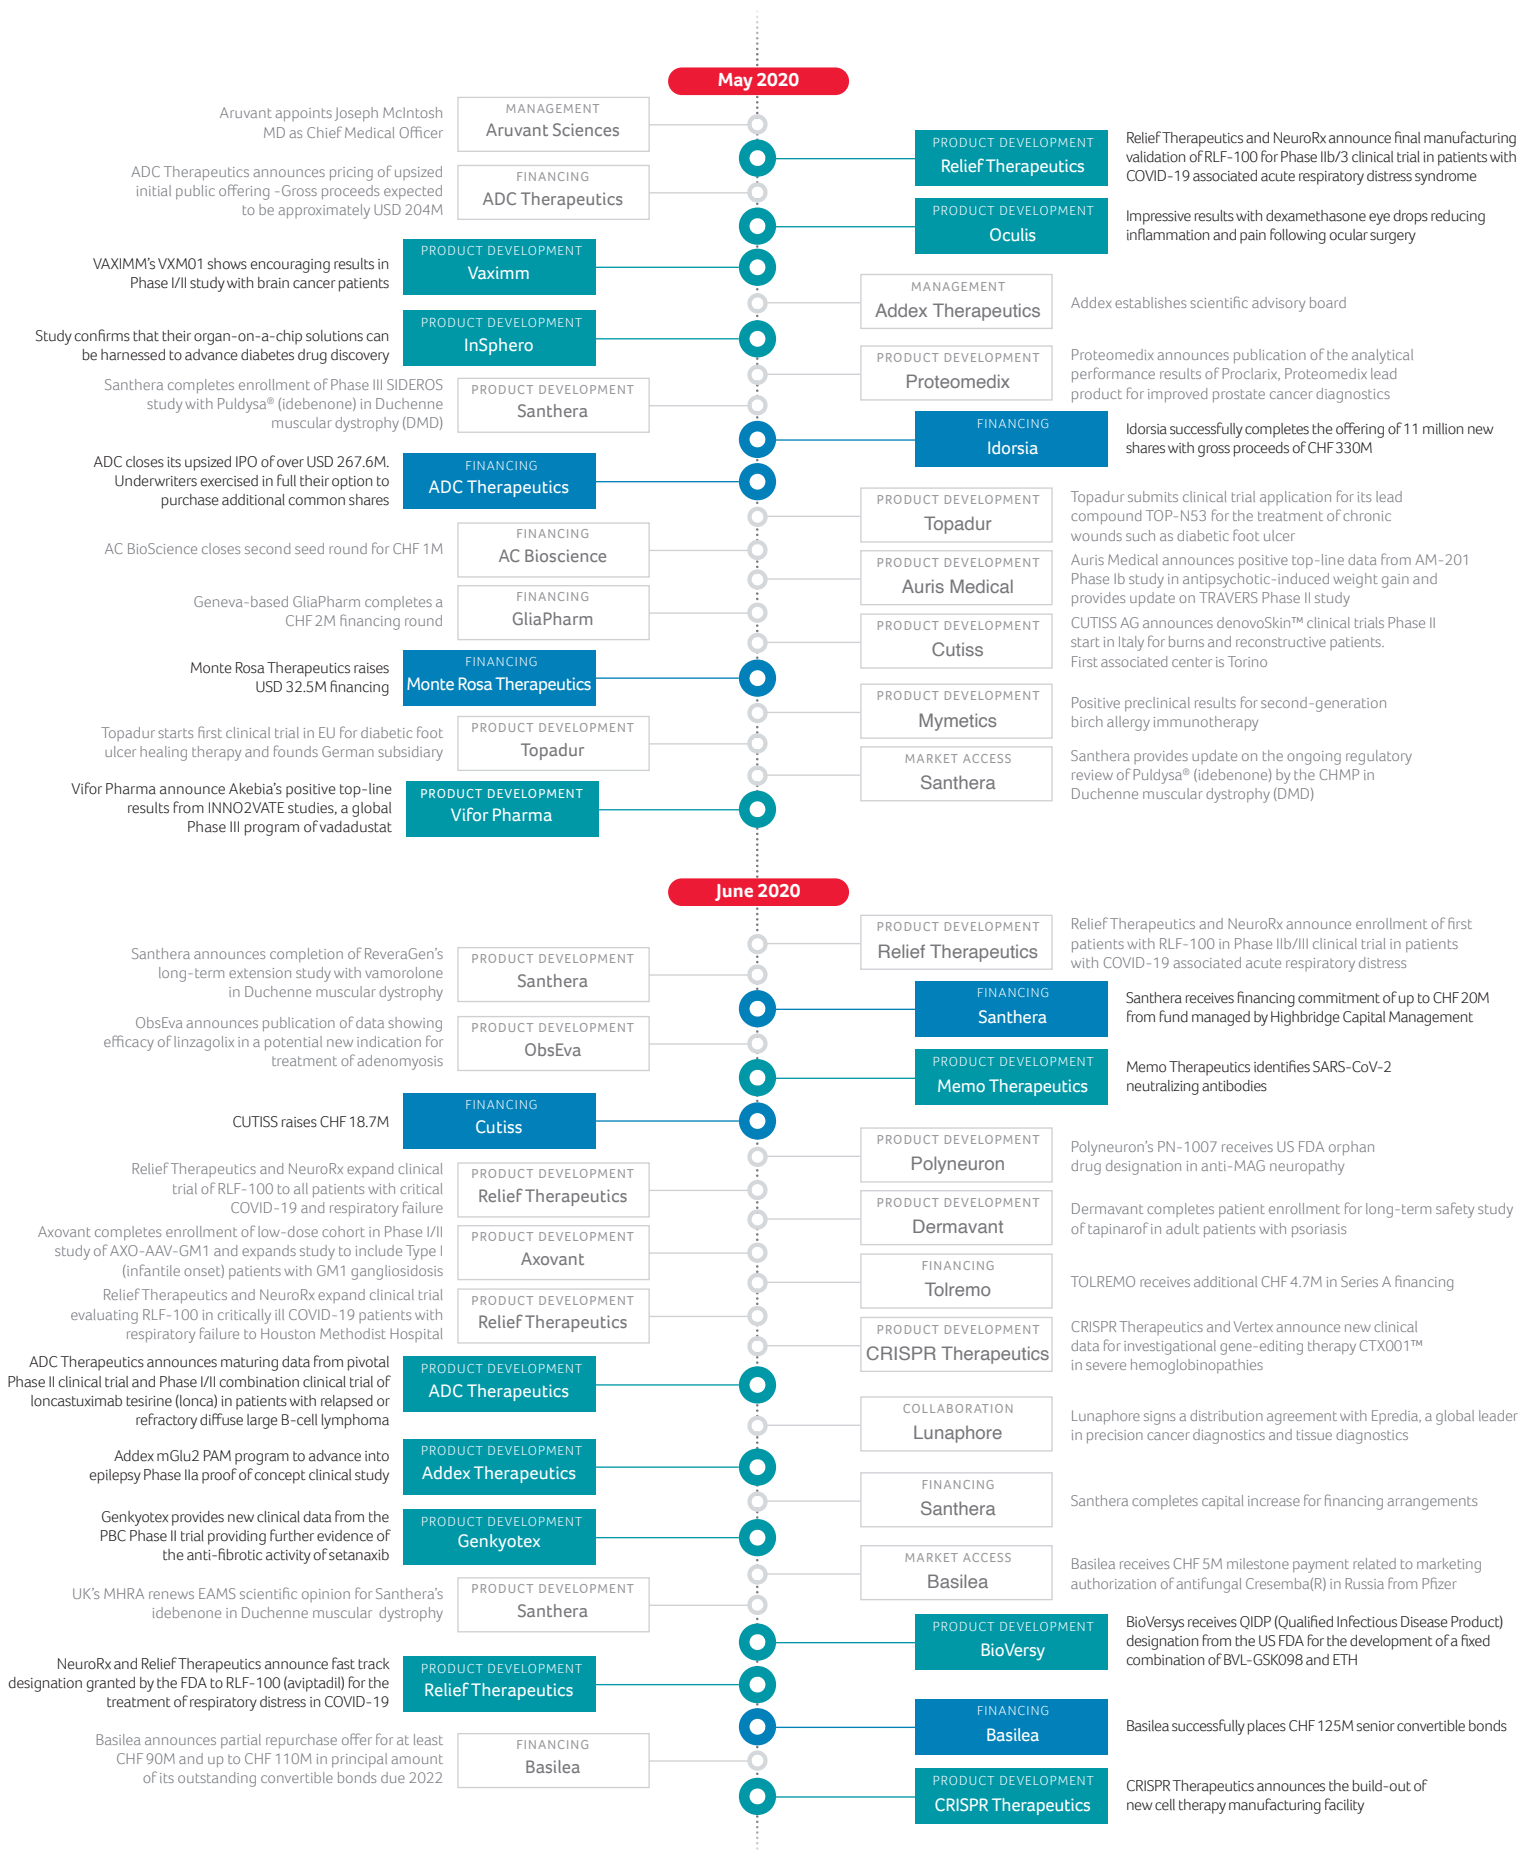 May 2020
Aruvant appoints Joseph McIntosh
MD as Chief Medical Officer
MANAGEMENT
Aruvant Sciences
PRODUCT DEVELOPMENT
Relief Therapeutics
Relief Therapeutics and NeuroRx announce final manufacturing
validation of RLF-100 for Phase IIb/3 clinical trial in patients with
COVID-19 associated acute respiratory distress syndrome
ADC Therapeutics announces pricing of upsized
initial public offering -Gross proceeds expected
to be approximately USD 204M
FINANCING
ADC Therapeutics
PRODUCT DEVELOPMENT
Oculis
Impressive results with dexamethasone eye drops reducing
inflammation and pain following ocular surgery
VAXIMM's VXM01 shows encouraging results in
Phase I/II study with brain cancer patients
PRODUCT DEVELOPMENT
Vaximm
MANAGEMENT
Addex Therapeutics
Addex establishes scientific advisory board
Study confirms that their organ-on-a-chip solutions can
be harnessed to advance diabetes drug discovery
PRODUCT DEVELOPMENT
InSphero
PRODUCT DEVELOPMENT
Proteomedix
Proteomedix announces publication of the analytical
performance results of Proclarix, Proteomedix lead
product for improved prostate cancer diagnostics
Santhera completes enrollment of Phase III SIDEROS
study with Puldysa® (idebenone) in Duchenne
muscular dystrophy (DMD)
PRODUCT DEVELOPMENT
Santhera
FINANCING
Idorsia
Idorsia successfully completes the offering of 11 million new
shares with gross proceeds of CHF 330M
ADC closes its upsized IPO of over USD 267.6M.
Underwriters exercised in full their option to
purchase additional common shares
FINANCING
ADC Therapeutics
PRODUCT DEVELOPMENT
Topadur
Topadur submits clinical trial application for its lead
compound TOP-N53 for the treatment of chronic
wounds such as diabetic foot ulcer
AC BioScience closes second seed round for CHF 1M
FINANCING
AC Bioscience
PRODUCT DEVELOPMENT
Auris Medical
Auris Medical announces positive top-line data from AM-201
Phase Ib study in antipsychotic-induced weight gain and
provides update on TRAVERS Phase II study
Geneva-based GliaPharm completes a
CHF 2M financing round
FINANCING
GliaPharm
PRODUCT DEVELOPMENT
Cutiss
CUTISS AG announces denovoSkin™ clinical trials Phase II
start in Italy for burns and reconstructive patients.
First associated center is Torino
Monte Rosa Therapeutics raises
USD 32.5M financing
FINANCING
Monte Rosa Therapeutics
PRODUCT DEVELOPMENT
Mymetics
Positive preclinical results for second-generation
birch allergy immunotherapy
Topadur starts first clinical trial in EU for diabetic foot
ulcer healing therapy and founds German subsidiary
PRODUCT DEVELOPMENT
Topadur
MARKET ACCESS
Santhera
Santhera provides update on the ongoing regulatory
review of Puldysa® (idebenone) by the CHMP in
Duchenne muscular dystrophy (DMD)
Vifor Pharma announce Akebia's positive top-line
results from INNO2VATE studies, a global
Phase III program of vadadustat
PRODUCT DEVELOPMENT
Vifor Pharma
June 2020
PRODUCT DEVELOPMENT
Relief Therapeutics
Relief Therapeutics and NeuroRx announce enrollment of first
patients with RLF-100 in Phase IIb/III clinical trial in patients
with COVID-19 associated acute respiratory distress
Santhera announces completion of ReveraGen's
long-term extension study with vamorolone
in Duchenne muscular dystrophy
PRODUCT DEVELOPMENT
Santhera
FINANCING
Santhera
Santhera receives financing commitment of up to CHF 20M
from fund managed by Highbridge Capital Management
ObsEva announces publication of data showing
efficacy of linzagolix in a potential new indication for
treatment of adenomyosis
PRODUCT DEVELOPMENT
ObsEva
PRODUCT DEVELOPMENT
Memo Therapeutics
Memo Therapeutics identifies SARS-CoV-2
neutralizing antibodies
CUTISS raises CHF 18.7M
FINANCING
Cutiss
PRODUCT DEVELOPMENT
Polyneuron
Polyneuron's PN-1007 receives US FDA orphan
drug designation in anti-MAG neuropathy
Relief Therapeutics and NeuroRx expand clinical
trial of RLF-100 to all patients with critical
COVID-19 and respiratory failure
PRODUCT DEVELOPMENT
Relief Therapeutics
PRODUCT DEVELOPMENT
Dermavant
Dermavant completes patient enrollment for long-term safety study
of tapinarof in adult patients with psoriasis
Axovant completes enrollment of low-dose cohort in Phase I/II
study of AXO-AAV-GM1 and expands study to include Type I
(infantile onset) patients with GM1 gangliosidosis
PRODUCT DEVELOPMENT
Axovant
FINANCING
Tolremo
TOLREMO receives additional CHF 4.7M in Series A financing
Relief Therapeutics and NeuroRx expand clinical trial
evaluating RLF-100 in critically ill COVID-19 patients with
respiratory failure to Houston Methodist Hospital
PRODUCT DEVELOPMENT
Relief Therapeutics
PRODUCT DEVELOPMENT
CRISPR Therapeutics
CRISPR Therapeutics and Vertex announce new clinical
data for investigational gene-editing therapy CTX001™
in severe hemoglobinopathies
ADC Therapeutics announces maturing data from pivotal
Phase II clinical trial and Phase I/II combination clinical trial of
loncastuximab tesirine (lonca) in patients with relapsed or
refractory diffuse large B-cell lymphoma
PRODUCT DEVELOPMENT
ADC Therapeutics
COLLABORATION
Lunaphore
Lunaphore signs a distribution agreement with Epredia, a global leader
in precision cancer diagnostics and tissue diagnostics
Addex mGlu2 PAM program to advance into
epilepsy Phase IIa proof of concept clinical study
PRODUCT DEVELOPMENT
Addex Therapeutics
FINANCING
Santhera
Santhera completes capital increase for financing arrangements
Genkyotex provides new clinical data from the
PBC Phase II trial providing further evidence of
the anti-fibrotic activity of setanaxib
PRODUCT DEVELOPMENT
Genkyotex
MARKET ACCESS
Basilea
Basilea receives CHF 5M milestone payment related to marketing
authorization of antifungal Cresemba(R) in Russia from Pfizer
UK's MHRA renews EAMS scientific opinion for Santhera's
idebenone in Duchenne muscular dystrophy
PRODUCT DEVELOPMENT
Santhera
PRODUCT DEVELOPMENT
BioVersy
BioVersys receives QIDP (Qualified Infectious Disease Product)
designation from the US FDA for the development of a fixed
combination of BVL-GSK098 and ETH
NeuroRx and Relief Therapeutics announce fast track
designation granted by the FDA to RLF-100 (aviptadil) for the
treatment of respiratory distress in COVID-19
PRODUCT DEVELOPMENT
Relief Therapeutics
FINANCING
Basilea
Basilea successfully places CHF 125M senior convertible bonds
Basilea announces partial repurchase offer for at least
CHF 90M and up to CHF 110M in principal amount
of its outstanding convertible bonds due 2022
FINANCING
Basilea
PRODUCT DEVELOPMENT
CRISPR Therapeutics
CRISPR Therapeutics announces the build-out of
new cell therapy manufacturing facility